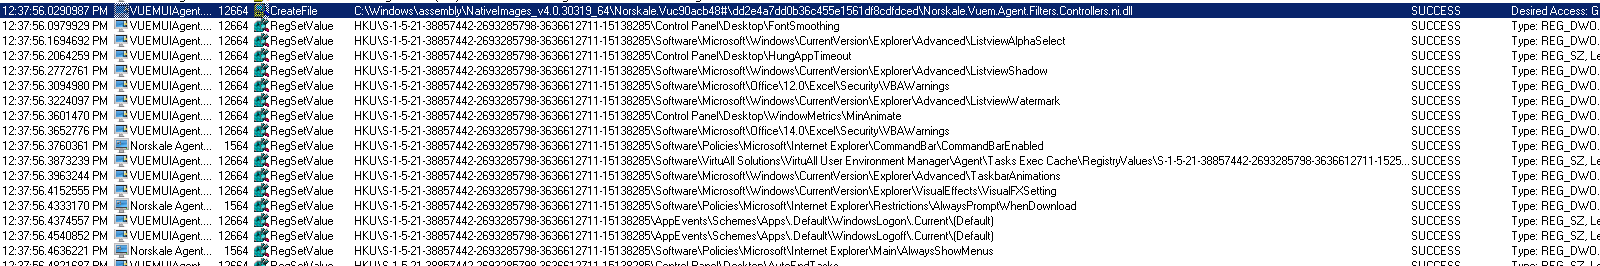 12:37:56.0290987 PM VUEMUIAgent.... 12664 CreateFile C:\Windows\assembly\NativeImages_v4.0.30319_64\Norskale.Vuc90acb48#\dd2e4a7dd0b36c455e1561df8cdfdced\Norskale.Vuem.Agent.Filters.Controllers.ni.dll SUCCESS Desired Access: G
12:37:56.0979929 PM VUEMUIAgent.... 12664 RegSetValue HKU\S-1-5-21-38857442-2693285798-3636612711-15138285\Control Panel\Desktop\FontSmoothing SUCCESS Type: REG_DWO.
12:37:56.1694692 PM VUEMUIAgent.... 12664 RegSetValue HKU\S-1-5-21-38857442-2693285798-3636612711-15138285\Software\Microsoft\Windows\CurrentVersion\Explorer\Advanced\ListviewAlphaSelect SUCCESS Type: REG_DWO.
12:37:56.2064259 PM VUEMUIAgent.... 12664 RegSetValue HKU\S-1-5-21-38857442-2693285798-3636612711-15138285\Control Panel\Desktop\HungAppTimeout SUCCESS Type: REG_SZ, Le
12:37:56.2772761 PM VUEMUIAgent.... 12664 RegSetValue HKU\S-1-5-21-38857442-2693285798-3636612711-15138285\Software\Microsoft\Windows\CurrentVersion\Explorer\Advanced\ListviewShadow SUCCESS Type: REG_DWO.
12:37:56.3094980 PM VUEMUIAgent.... 12664 RegSetValue HKU\S-1-5-21-38857442-2693285798-3636612711-15138285\Software\Microsoft\Office\12.0\Excel\Security\VBAWarnings SUCCESS Type: REG_DWO.
12:37:56.3224097 PM VUEMUIAgent.... 12664 RegSetValue HKU\S-1-5-21-38857442-2693285798-3636612711-15138285\Software\Microsoft\Windows\CurrentVersion\Explorer\Advanced\ListviewWatermark SUCCESS Type: REG_DWO.
12:37:56.3601470 PM VUEMUIAgent.... 12664 RegSetValue HKU\S-1-5-21-38857442-2693285798-3636612711-15138285\Control Panel\Desktop\WindowMetrics\MinAnimate SUCCESS Type: REG_DWO.
12:37:56.3652776 PM VUEMUIAgent.... 12664 RegSetValue HKU\S-1-5-21-38857442-2693285798-3636612711-15138285\Software\Microsoft\Office\14.0\Excel\Security\VBAWarnings SUCCESS Type: REG_DWO.
12:37:56.3760361 PM Norskale Agent... 1564 RegSetValue HKU\S-1-5-21-38857442-2693285798-3636612711-15138285\Software\Policies\Microsoft\Internet Explorer\CommandBar\CommandBarEnabled SUCCESS Type: REG_DWO.
12:37:56.3873239 PM VUEMUIAgent.... 12664 RegSetValue HKU\S-1-5-21-38857442-2693285798-3636612711-15138285\Software\VirtuAll Solutions\VirtuAll User Environment Manager\Agent\Tasks Exec Cache\RegistryValues\S-1-5-21-38857442-2693285798-3636612711-1525... SUCCESS Type: REG_SZ, Le
12:37:56.3963244 PM VUEMUIAgent.... 12664 RegSetValue HKU\S-1-5-21-38857442-2693285798-3636612711-15138285\Software\Microsoft\Windows\CurrentVersion\Explorer\Advanced\TaskbarAnimations SUCCESS Type: REG_DWO.
12:37:56.4152555 PM VUEMUIAgent.... 12664 RegSetValue HKU\S-1-5-21-38857442-2693285798-3636612711-15138285\Software\Microsoft\Windows\CurrentVersion\Explorer\VisualEffects\VisualFXSetting SUCCESS Type: REG_DWO.
12:37:56.4333170 PM Norskale Agent... 1564 RegSetValue HKU\S-1-5-21-38857442-2693285798-3636612711-15138285\Software\Policies\Microsoft\Internet Explorer\Restrictions\AlwaysPromptWhenDownload SUCCESS Type: REG_DWO.
12:37:56.4374557 PM VUEMUIAgent.... 12664 RegSetValue HKU\S-1-5-21-38857442-2693285798-3636612711-15138285\AppEvents\Schemes\Apps\.Default\WindowsLogon\.Current\(Default) SUCCESS Type: REG_SZ, Le
12:37:56.4540852 PM VUEMUIAgent.... 12664 RegSetValue HKU\S-1-5-21-38857442-2693285798-3636612711-15138285\AppEvents\Schemes\Apps\.Default\WindowsLogoff\.Current\(Default) SUCCESS Type: REG_SZ, Le
12:37:56.4636221 PM Norskale Agent... 1564 RegSetValue HKU\S-1-5-21-38857442-2693285798-3636612711-15138285\Software\Policies\Microsoft\Internet Explorer\Main\AlwaysShowMenus SUCCESS Type: REG_DWO.
12:37:56.4821687 PM VUEMUIAgent.... 12664 RegSetValue HKU\S-1-5-21-38857442-2693285798-3636612711-15138285\Control Panel\Desktop\AutoEndTasks SUCCESS